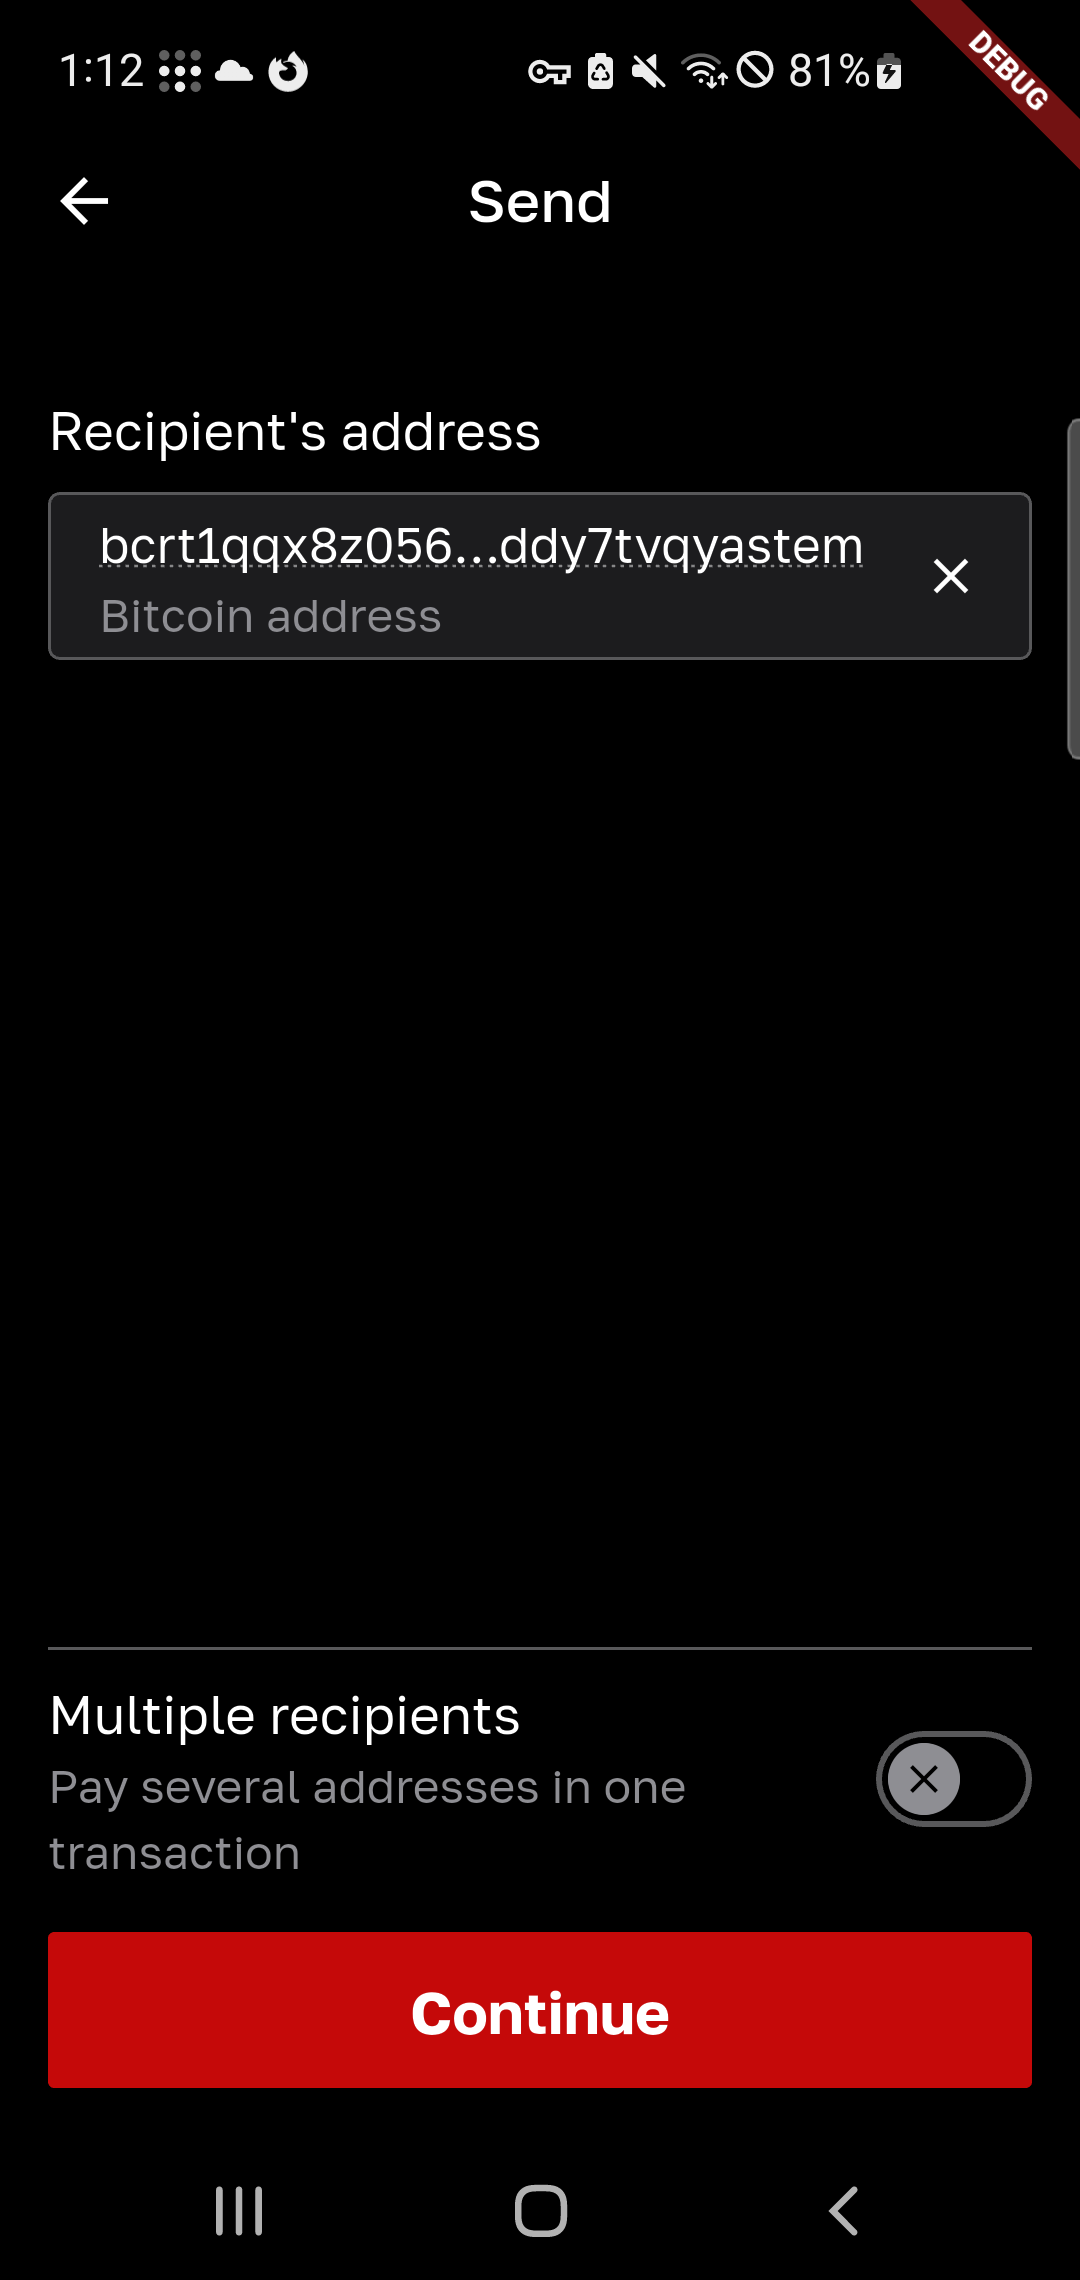 1:12
81%
DEBUG
Send
Recipient's address
bcrt1qqx8z056...ddy7tvqyastem
Bitcoin address
Multiple recipients
Pay several addresses in one
transaction
Continue